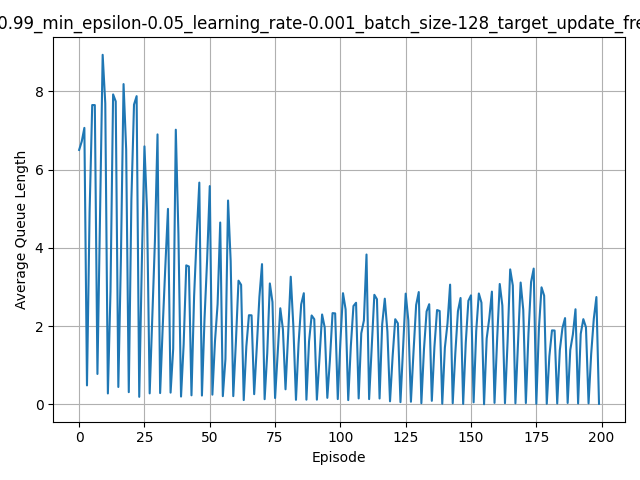 0.99_min_epsilon-0.05_learning_rate-0.001_batch_size-128_target_update_fre
8
6
4
2
0
Average Queue Length
0 25 50 75 100 125 150 175 200
Episode